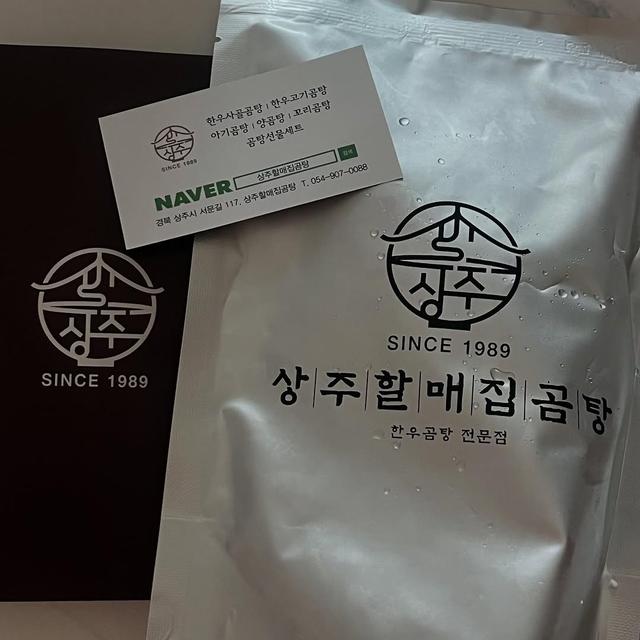 한우사골곰탕 | 한우고기곰탕
아기곰탕 | 양곰탕 | 꼬리곰탕
곰탕선물세트
SINCE 1989
NAVER 상주할매집곰탕 검색
경북 상주시 서문길 117, 상주할매집곰탕 T. 054-907-0088
상주
SINCE 1989
상주
SINCE 1989
상|주|할|매|집|곰|탕
한우곰탕 전문점